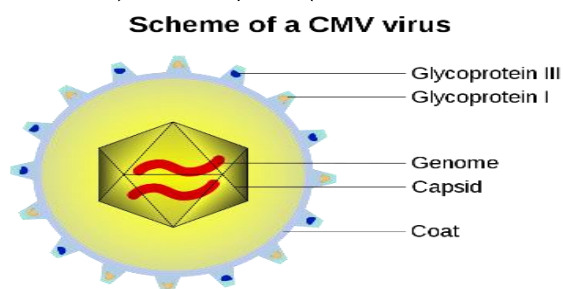 Scheme of a CMV virus
Glycoprotein III
Glycoprotein I
Genome
Capsid
Coat